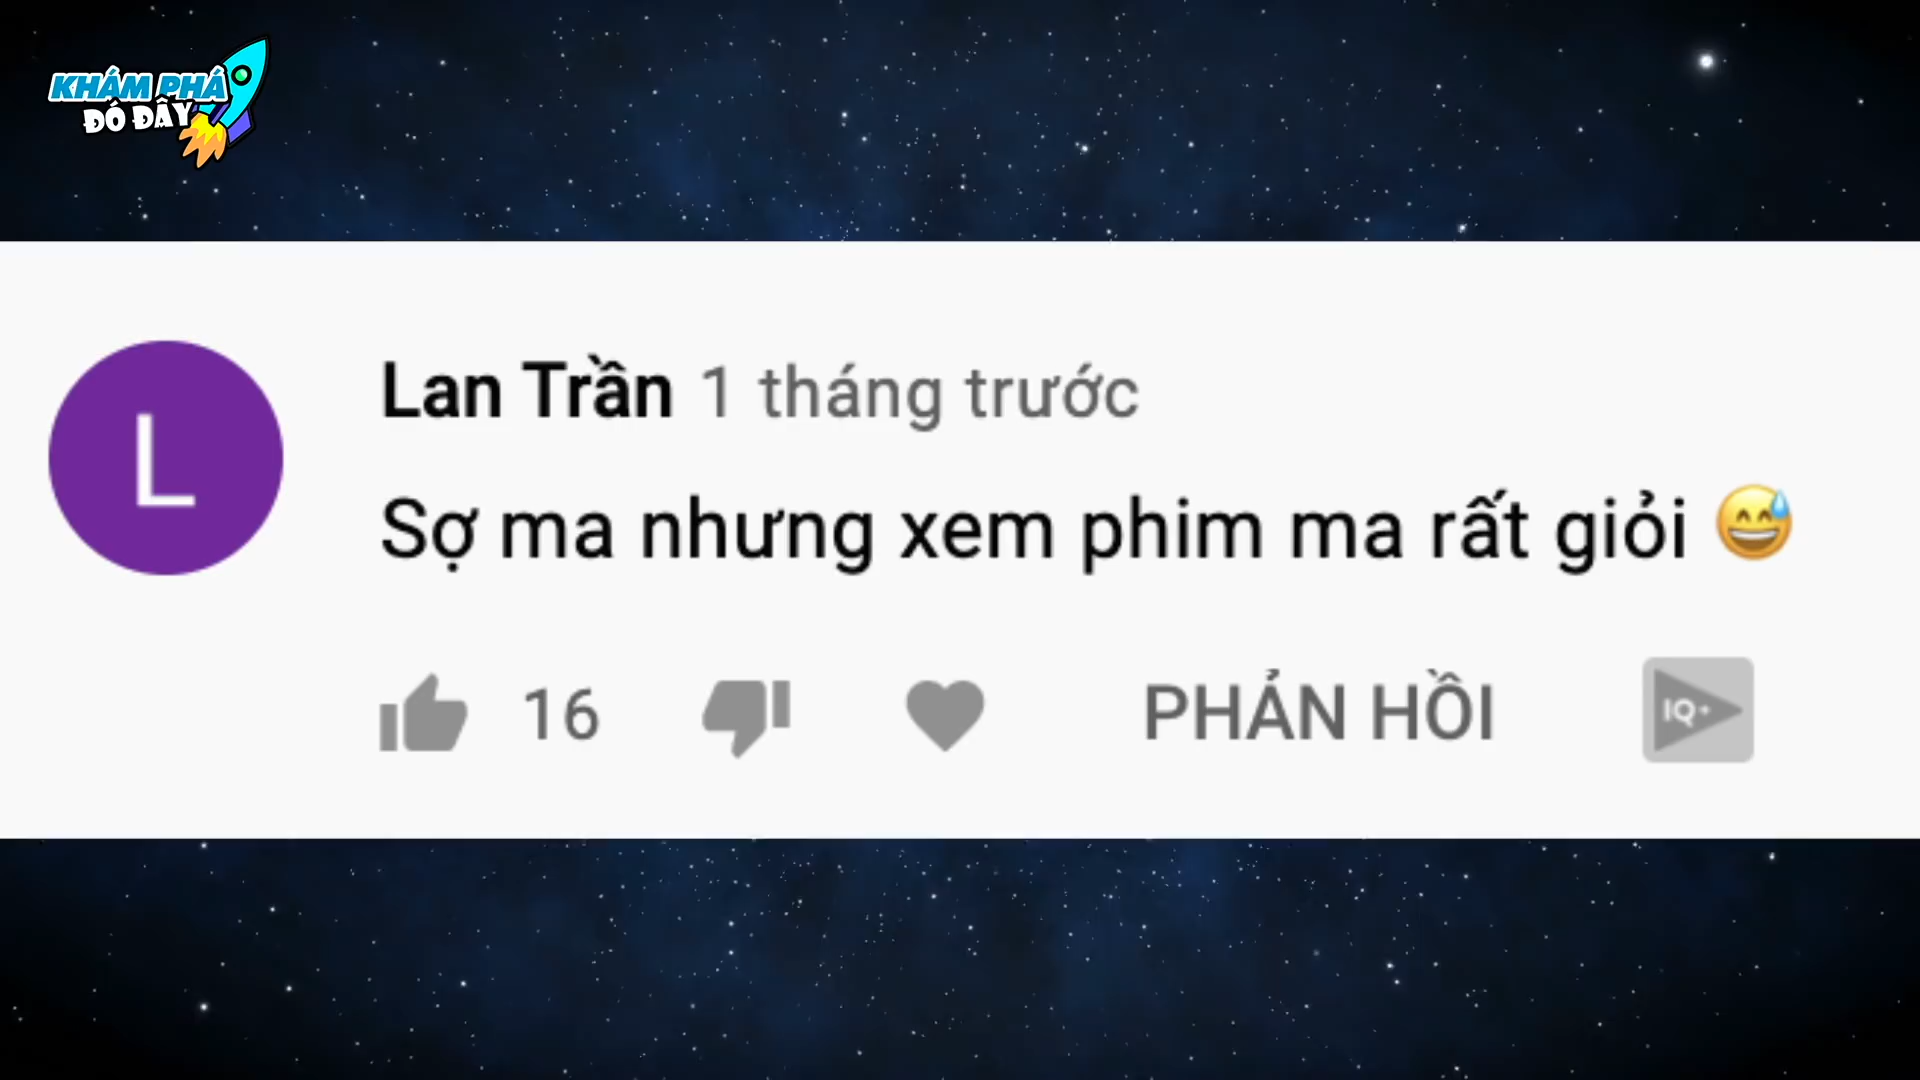 KHÁM PHÁ
ĐÓ ĐÂY
L
Lan Trần 1 tháng trước
Sợ ma nhưng xem phim ma rất giỏi 😅
16 PHẢN HỒI IQ+